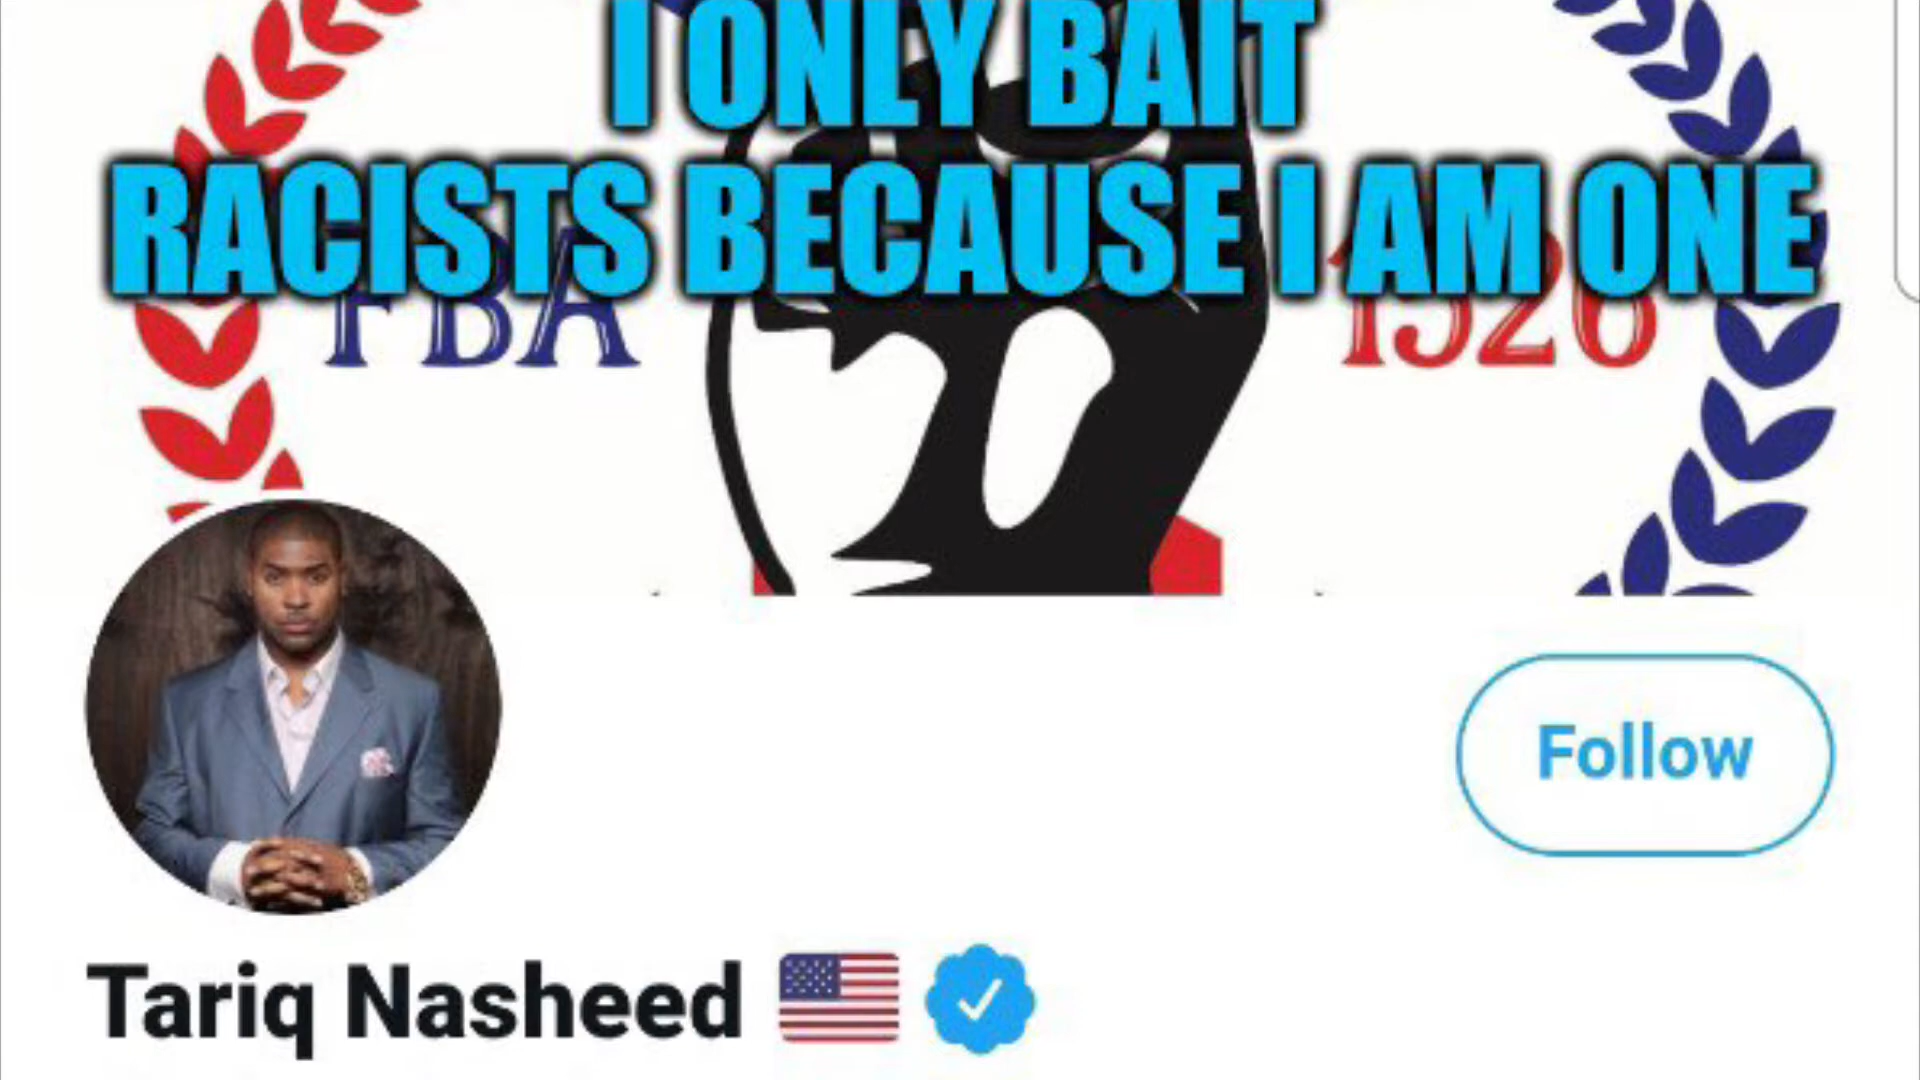 I ONLY BAIT
RACISTS BECAUSE I AM ONE
FBA
1526
Follow
Tariq Nasheed